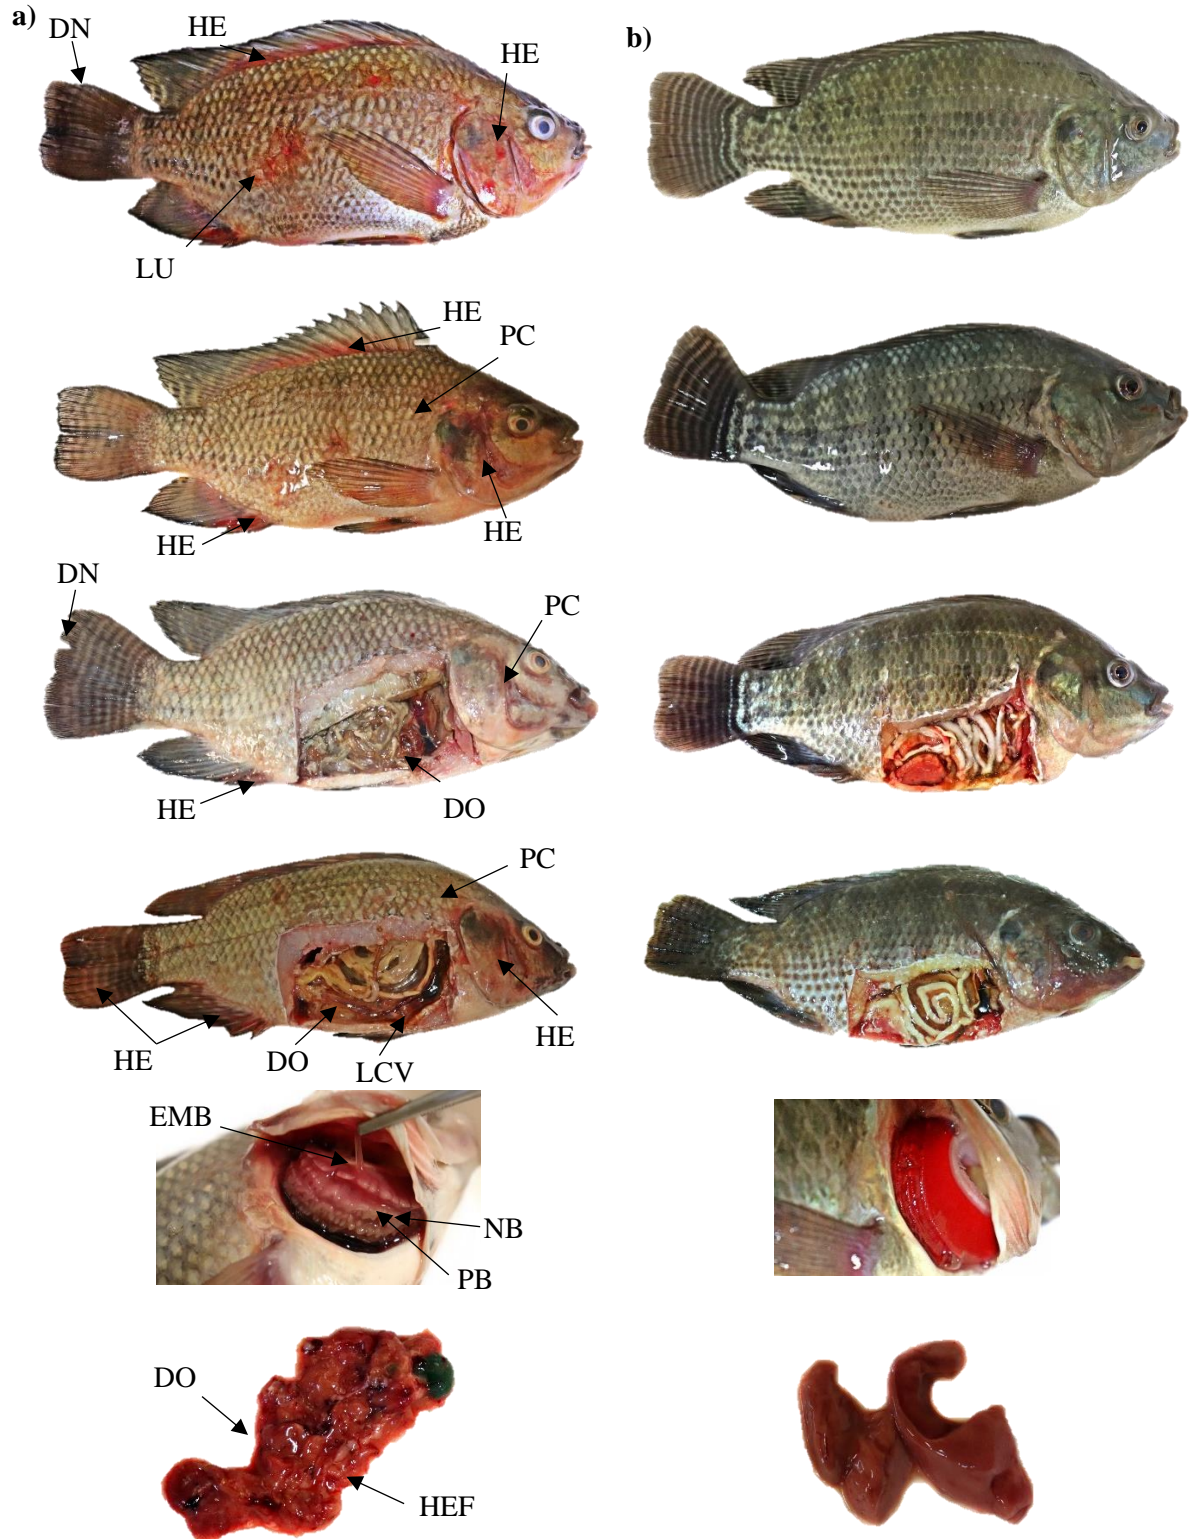 a)
DN
HE
HE
b)
LU
HE
PC
HE
HE
DN
PC
HE
DO
PC
HE
HE
DO
LCV
EMB
NB
PB
DO
HEF